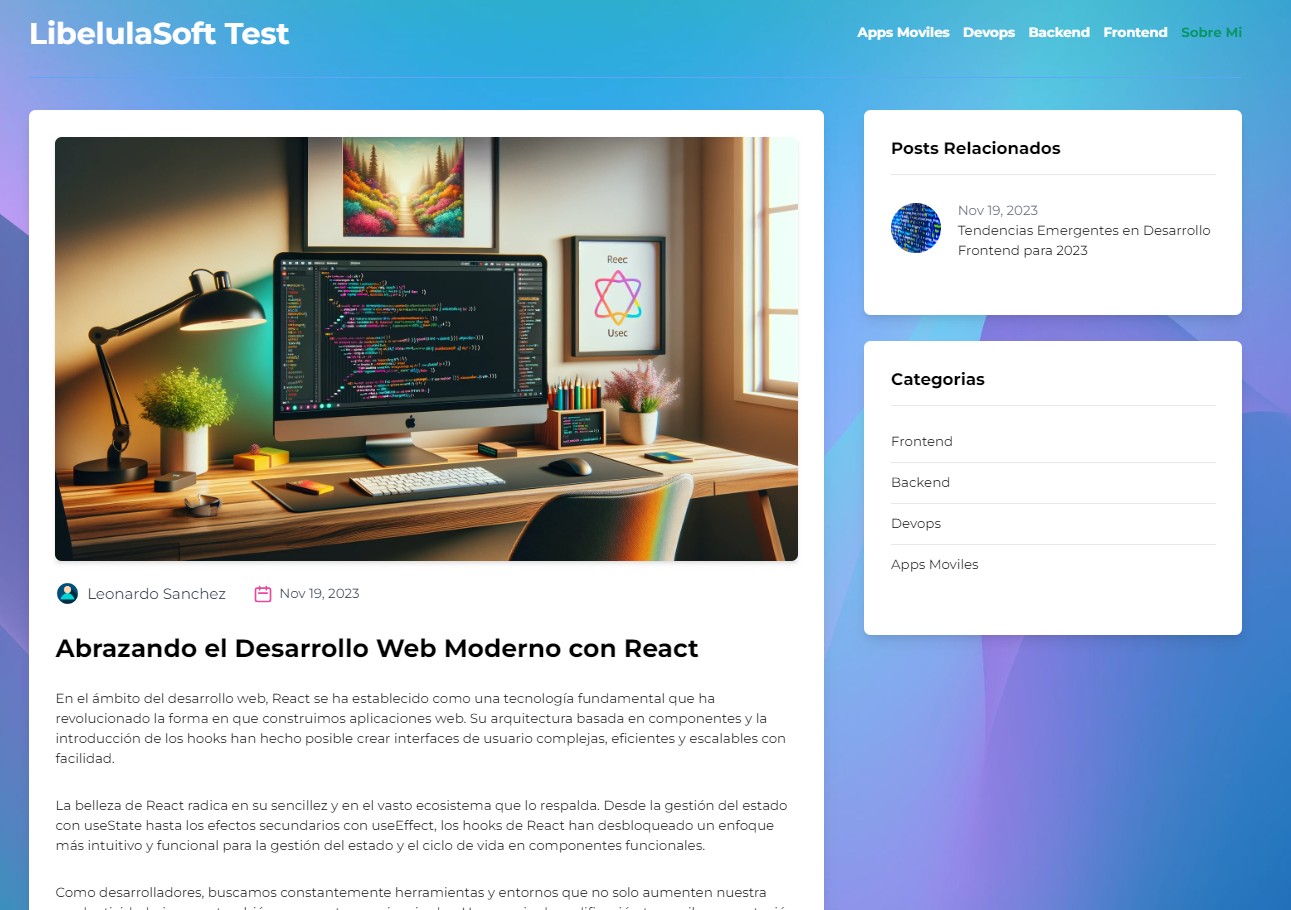 LibelulaSoft Test
Apps Moviles Devops Backend Frontend Sobre Mi
Reec
Usec
Leonardo Sanchez
Nov 19, 2023
Abrazando el Desarrollo Web Moderno con React
En el ámbito del desarrollo web, React se ha establecido como una tecnología fundamental que ha
revolucionado la forma en que construimos aplicaciones web. Su arquitectura basada en componentes y la
introducción de los hooks han hecho posible crear interfaces de usuario complejas, eficientes y escalables con
facilidad.
La belleza de React radica en su sencillez y en el vasto ecosistema que lo respalda. Desde la gestión del estado
con useState hasta los efectos secundarios con useEffect, los hooks de React han desbloqueado un enfoque
más intuitivo y funcional para la gestión del estado y el ciclo de vida en componentes funcionales.
Como desarrolladores, buscamos constantemente herramientas y entornos que no solo aumenten nuestra
Posts Relacionados
Nov 19, 2023
Tendencias Emergentes en Desarrollo
Frontend para 2023
Categorias
Frontend
Backend
Devops
Apps Moviles